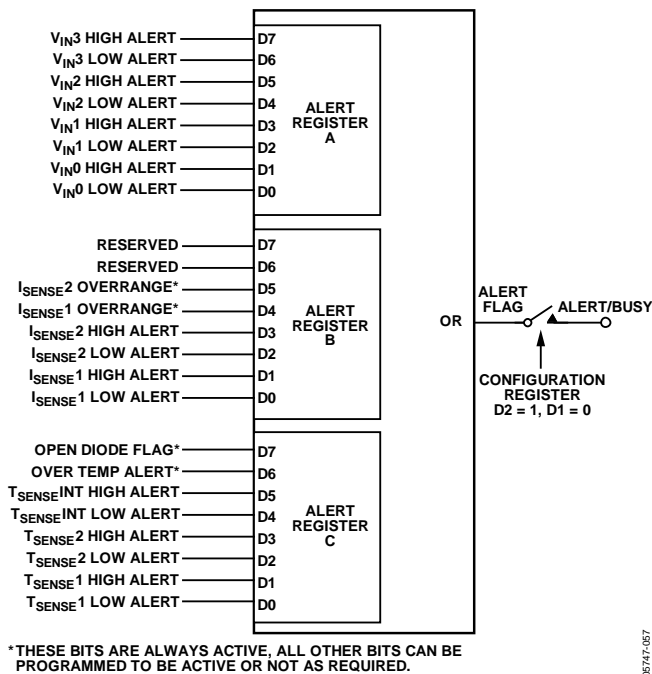 VIN3 HIGH ALERT D7
VIN3 LOW ALERT D6
VIN2 HIGH ALERT D5
VIN2 LOW ALERT D4
VIN1 HIGH ALERT D3
VIN1 LOW ALERT D2
VIN0 HIGH ALERT D1
VIN0 LOW ALERT D0
ALERT
REGISTER
A
RESERVED D7
RESERVED D6
ISENSE2 OVERRANGE* D5
ISENSE1 OVERRANGE* D4
ISENSE2 HIGH ALERT D3
ISENSE2 LOW ALERT D2
ISENSE1 HIGH ALERT D1
ISENSE1 LOW ALERT D0
ALERT
REGISTER
B
OPEN DIODE FLAG* D7
OVER TEMP ALERT* D6
TSENSEINT HIGH ALERT D5
TSENSEINT LOW ALERT D4
TSENSE2 HIGH ALERT D3
TSENSE2 LOW ALERT D2
TSENSE1 HIGH ALERT D1
TSENSE1 LOW ALERT D0
ALERT
REGISTER
C
OR
ALERT
FLAG
ALERT/BUSY
CONFIGURATION
REGISTER
D2 = 1, D1 = 0
*THESE BITS ARE ALWAYS ACTIVE, ALL OTHER BITS CAN BE
PROGRAMMED TO BE ACTIVE OR NOT AS REQUIRED.
05747-057